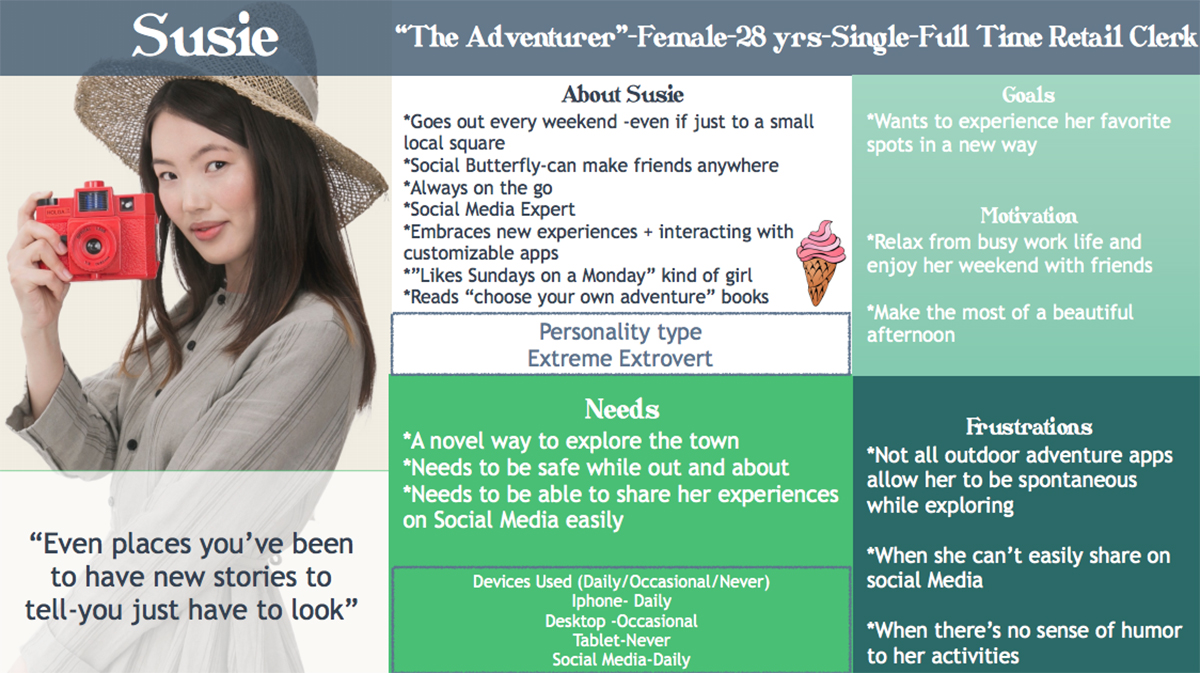 Susie
“The Adventurer”-Female-28 yrs-Single-Full Time Retail Clerk
HOLGA
About Susie
*Goes out every weekend -even if just to a small
local square
*Social Butterfly-can make friends anywhere
*Always on the go
*Social Media Expert
*Embraces new experiences + interacting with
customizable apps
*”Likes Sundays on a Monday” kind of girl
*Reads “choose your own adventure” books
Personality type
Extreme Extrovert
Goals
*Wants to experience her favorite
spots in a new way
Motivation
*Relax from busy work life and
enjoy her weekend with friends
*Make the most of a beautiful
afternoon
Needs
*A novel way to explore the town
*Needs to be safe while out and about
*Needs to be able to share her experiences
on Social Media easily
Devices Used (Daily/Occasional/Never)
Iphone- Daily
Desktop -Occasional
Tablet-Never
Social Media-Daily
Frustrations
*Not all outdoor adventure apps
allow her to be spontaneous
while exploring
*When she can’t easily share on
social Media
*When there’s no sense of humor
to her activities
“Even places you’ve been
to have new stories to
tell-you just have to look”